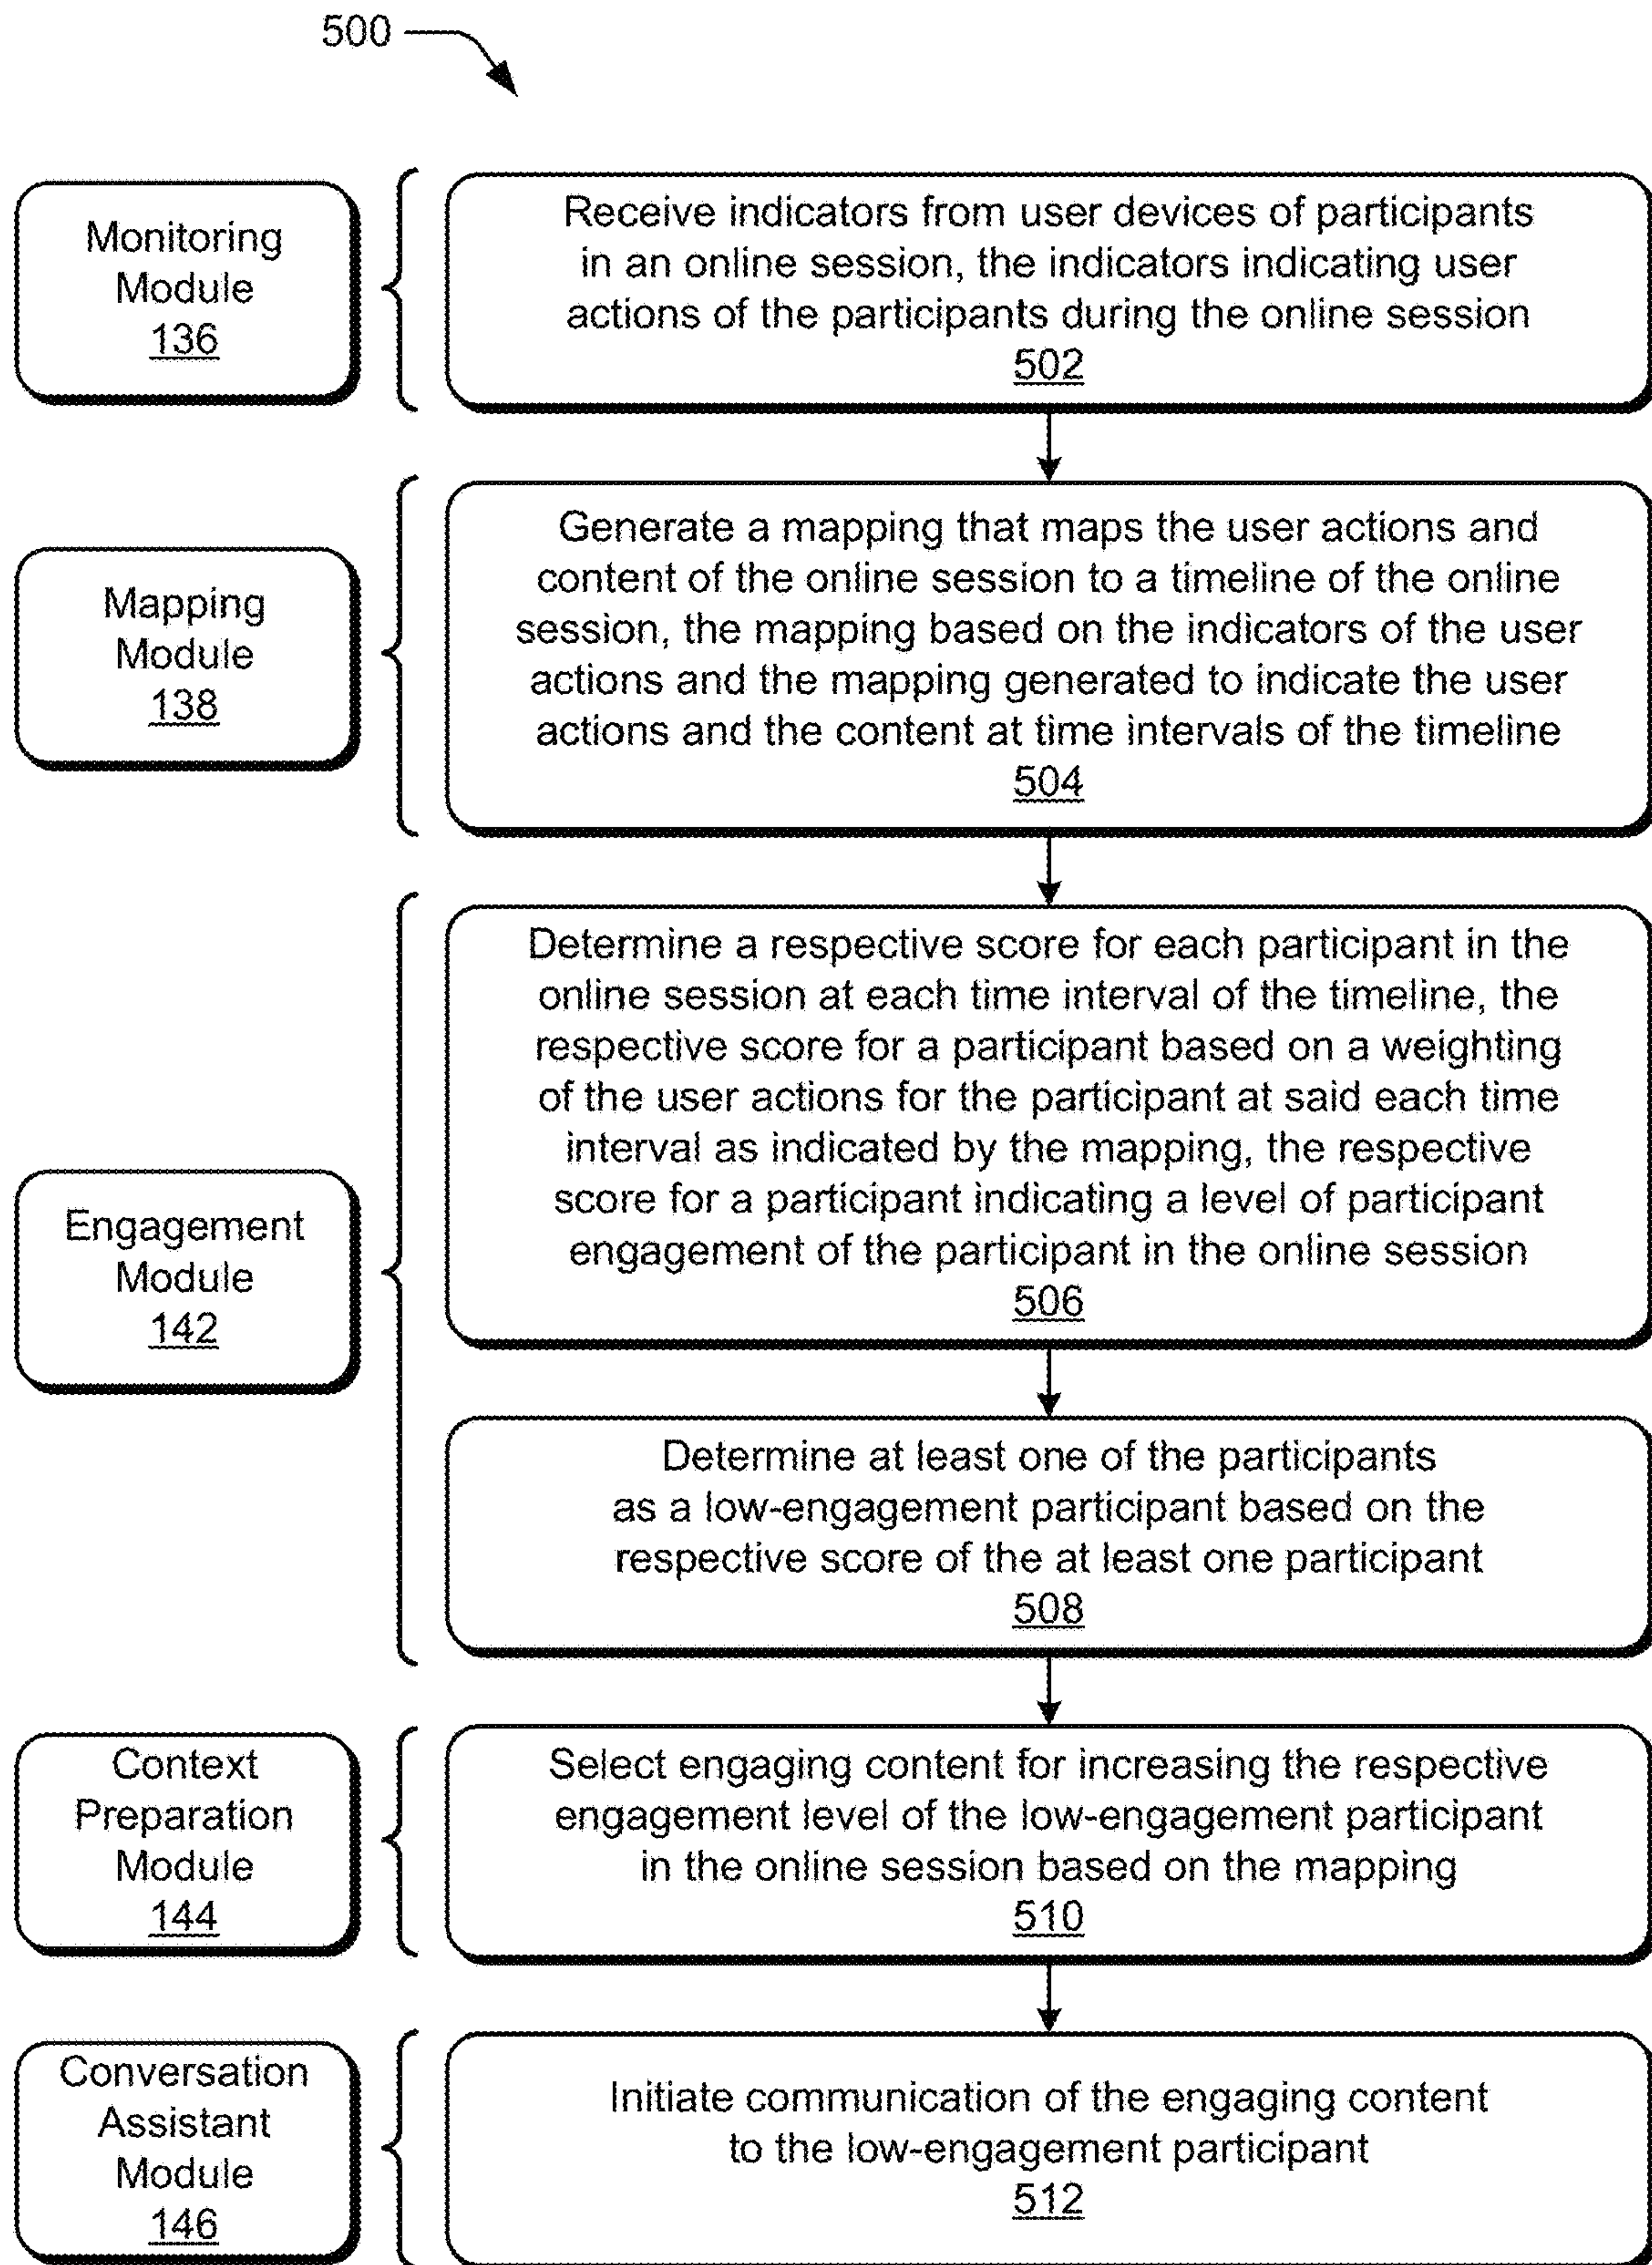 500
Monitoring
Module
136
Receive indicators from user devices of participants
in an online session, the indicators indicating user
actions of the participants during the online session
502
Mapping
Module
138
Generate a mapping that maps the user actions and
content of the online session to a timeline of the online
session, the mapping based on the indicators of the user
actions and the mapping generated to indicate the user
actions and the content at time intervals of the timeline
504
Engagement
Module
142
Determine a respective score for each participant in the
online session at each time interval of the timeline, the
respective score for a participant based on a weighting
of the user actions for the participant at said each time
interval as indicated by the mapping, the respective
score for a participant indicating a level of participant
engagement of the participant in the online session
506
Determine at least one of the participants
as a low-engagement participant based on the
respective score of the at least one participant
508
Context
Preparation
Module
144
Select engaging content for increasing the respective
engagement level of the low-engagement participant
in the online session based on the mapping
510
Conversation
Assistant
Module
146
Initiate communication of the engaging content
to the low-engagement participant
512